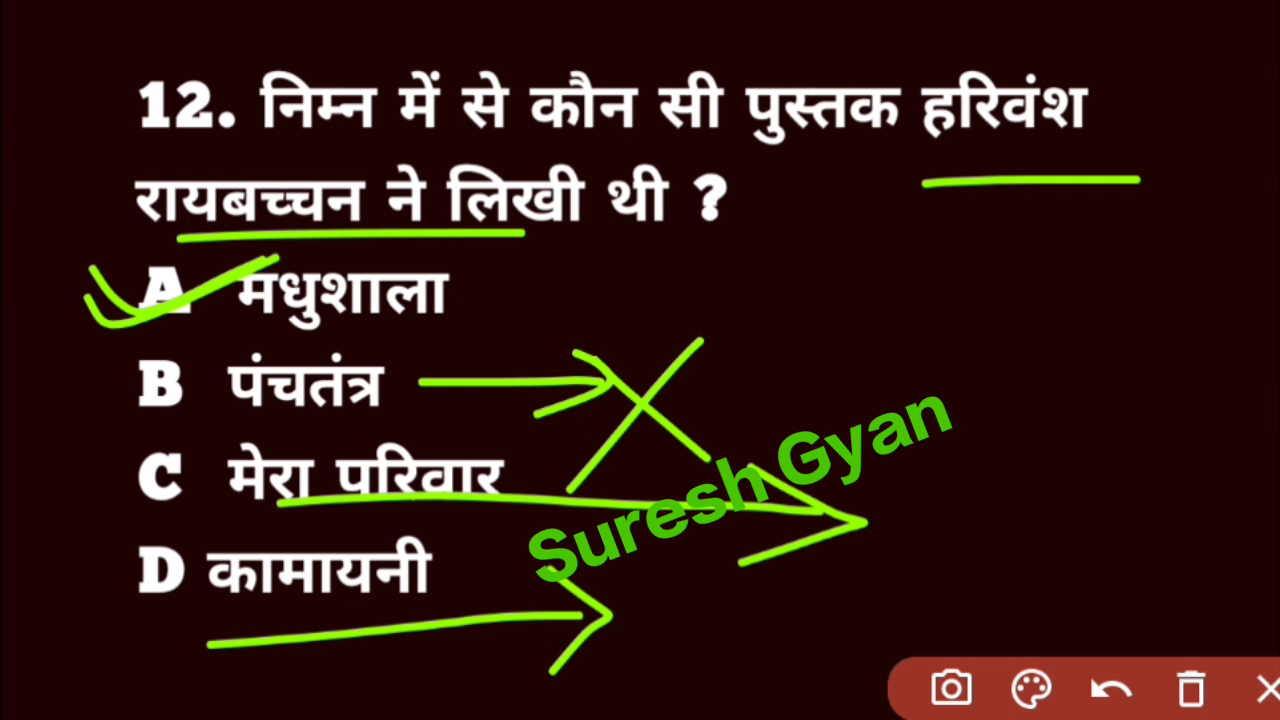 12. निम्न में से कौन सी पुस्तक हरिवंश
रायबच्चन ने लिखी थी ?
A मधुशाला
B पंचतंत्र
C मेरा परिवार
D कामायनी
Suresh Gyan